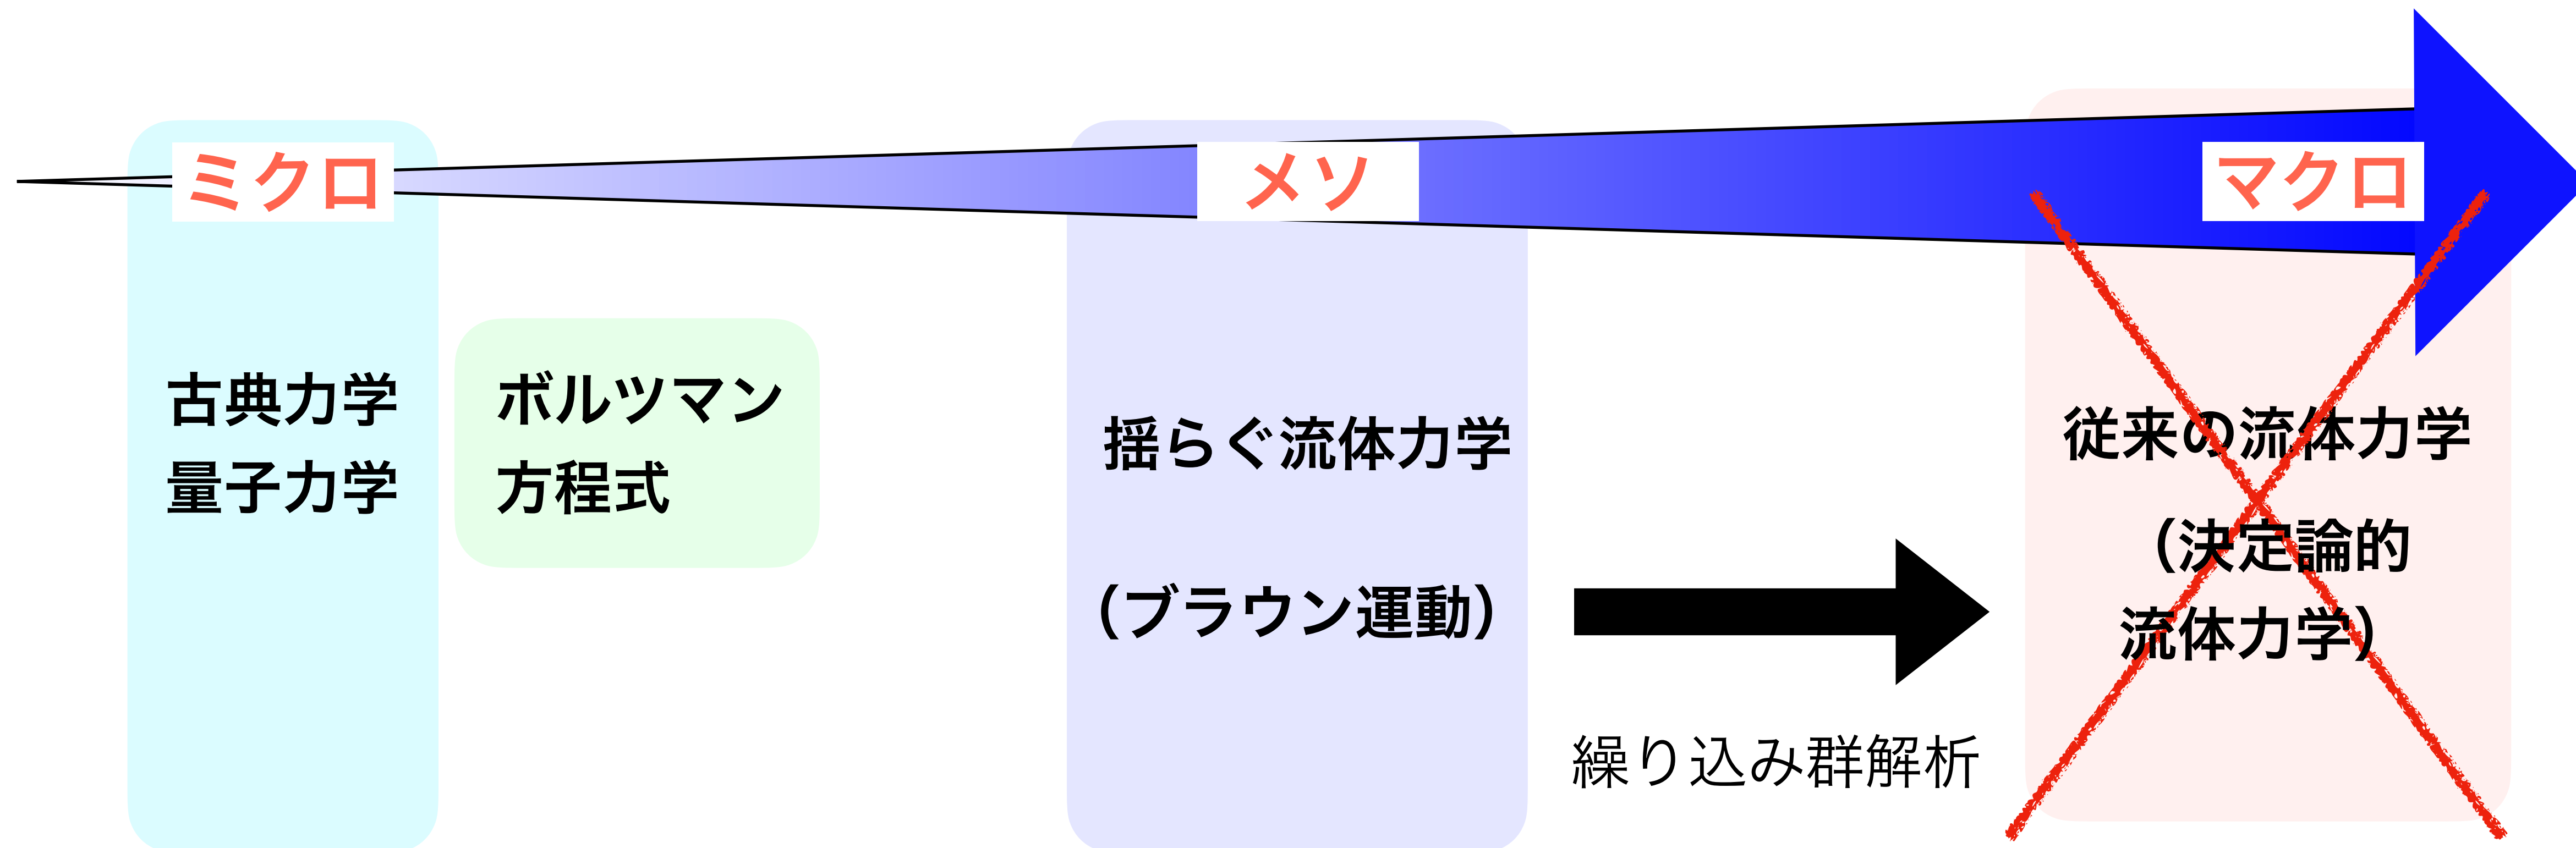 ミクロ
メソ
マクロ
古典力学
量子力学
ボルツマン
方程式
揺らぐ流体力学
（ブラウン運動）
繰り込み群解析
従来の流体力学
（決定論的
流体力学）